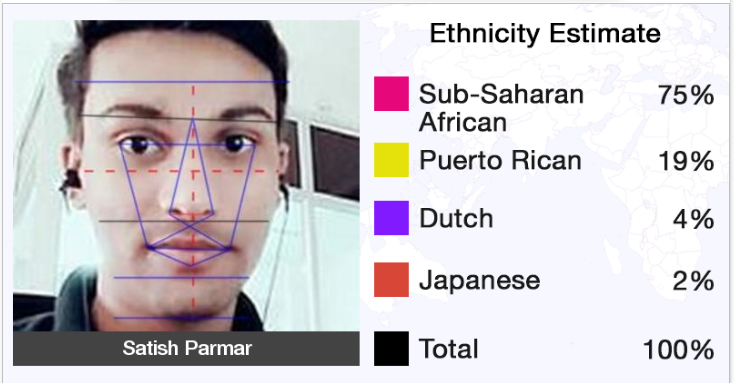 Ethnicity Estimate
Sub-Saharan
African
75%
Puerto Rican 19%
Dutch 4%
Japanese 2%
Total 100%
Satish Parmar